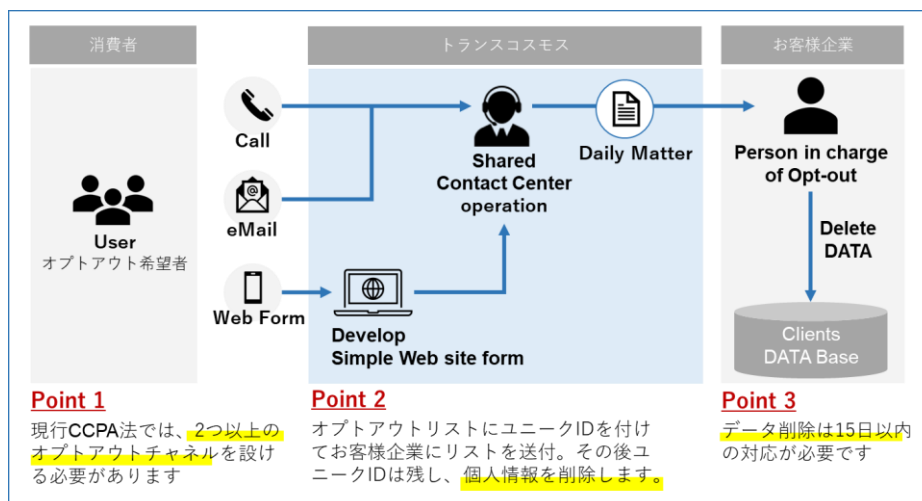 消費者
トランスコスモス
お客様企業
Call
eMail
Web Form
User
オプトアウト希望者
Shared
Contact Center
operation
Develop
Simple Web site form
Daily Matter
Person in charge
of Opt-out
Delete
DATA
Clients
DATA Base
Point 1
現行CCPA法では、2つ以上の
オプトアウトチャネルを設け
る必要があります
Point 2
オプトアウトリストにユニークIDを付け
てお客様企業にリストを送付。その後ユ
ニークIDは残し、個人情報を削除します。
Point 3
データ削除は15日以内
の対応が必要です